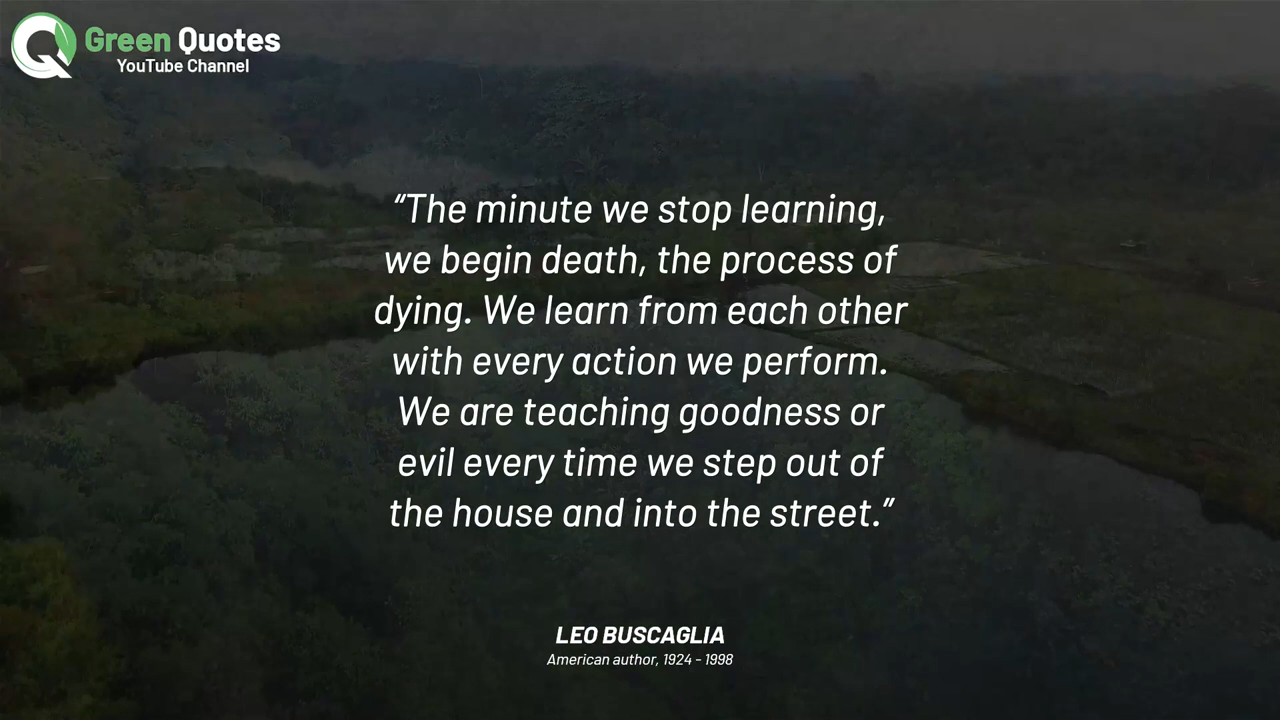 Green Quotes
YouTube Channel
“The minute we stop learning,
we begin death, the process of
dying. We learn from each other
with every action we perform.
We are teaching goodness or
evil every time we step out of
the house and into the street.”
LEO BUSCAGLIA
American author, 1924 - 1998